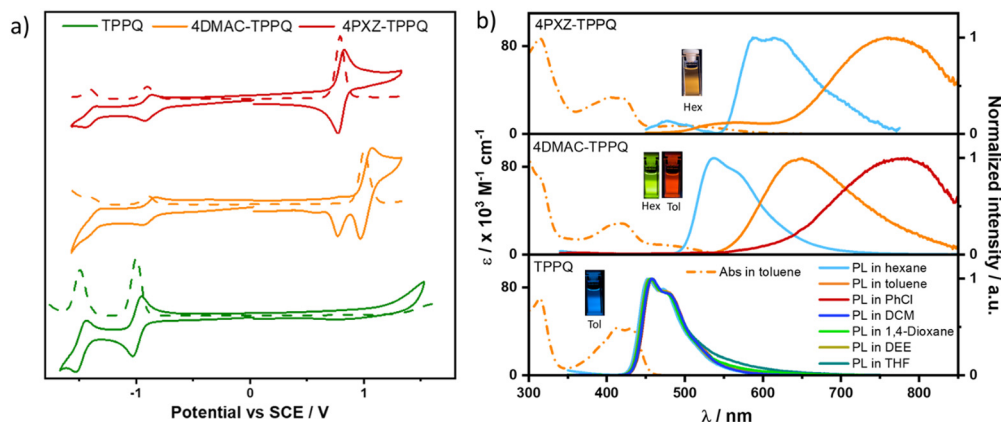 a)
TPPQ 4DMAC-TPPQ 4PXZ-TPPQ
-1 0 1
Potential vs SCE / V
b)
4PXZ-TPPQ
Hex
80
0
1
0
4DMAC-TPPQ
Hex Tol
80
0
1
0
TPPQ
Tol
Abs in toluene
PL in hexane
PL in toluene
PL in PhCl
PL in DCM
PL in 1,4-Dioxane
PL in DEE
PL in THF
80
0
1
0
ε / x 10³ M⁻¹ cm⁻¹
Normalized intensity / a.u.
300 400 500 600 700 800
λ / nm